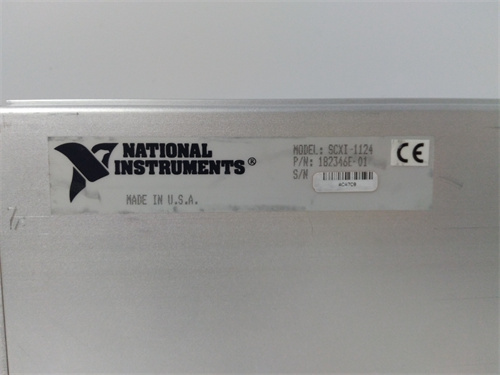 NATIONAL
INSTRUMENTS®
MADE IN U.S.A.
MODEL: SCXI-1124
P/N: 182346E-01
S/N
CE